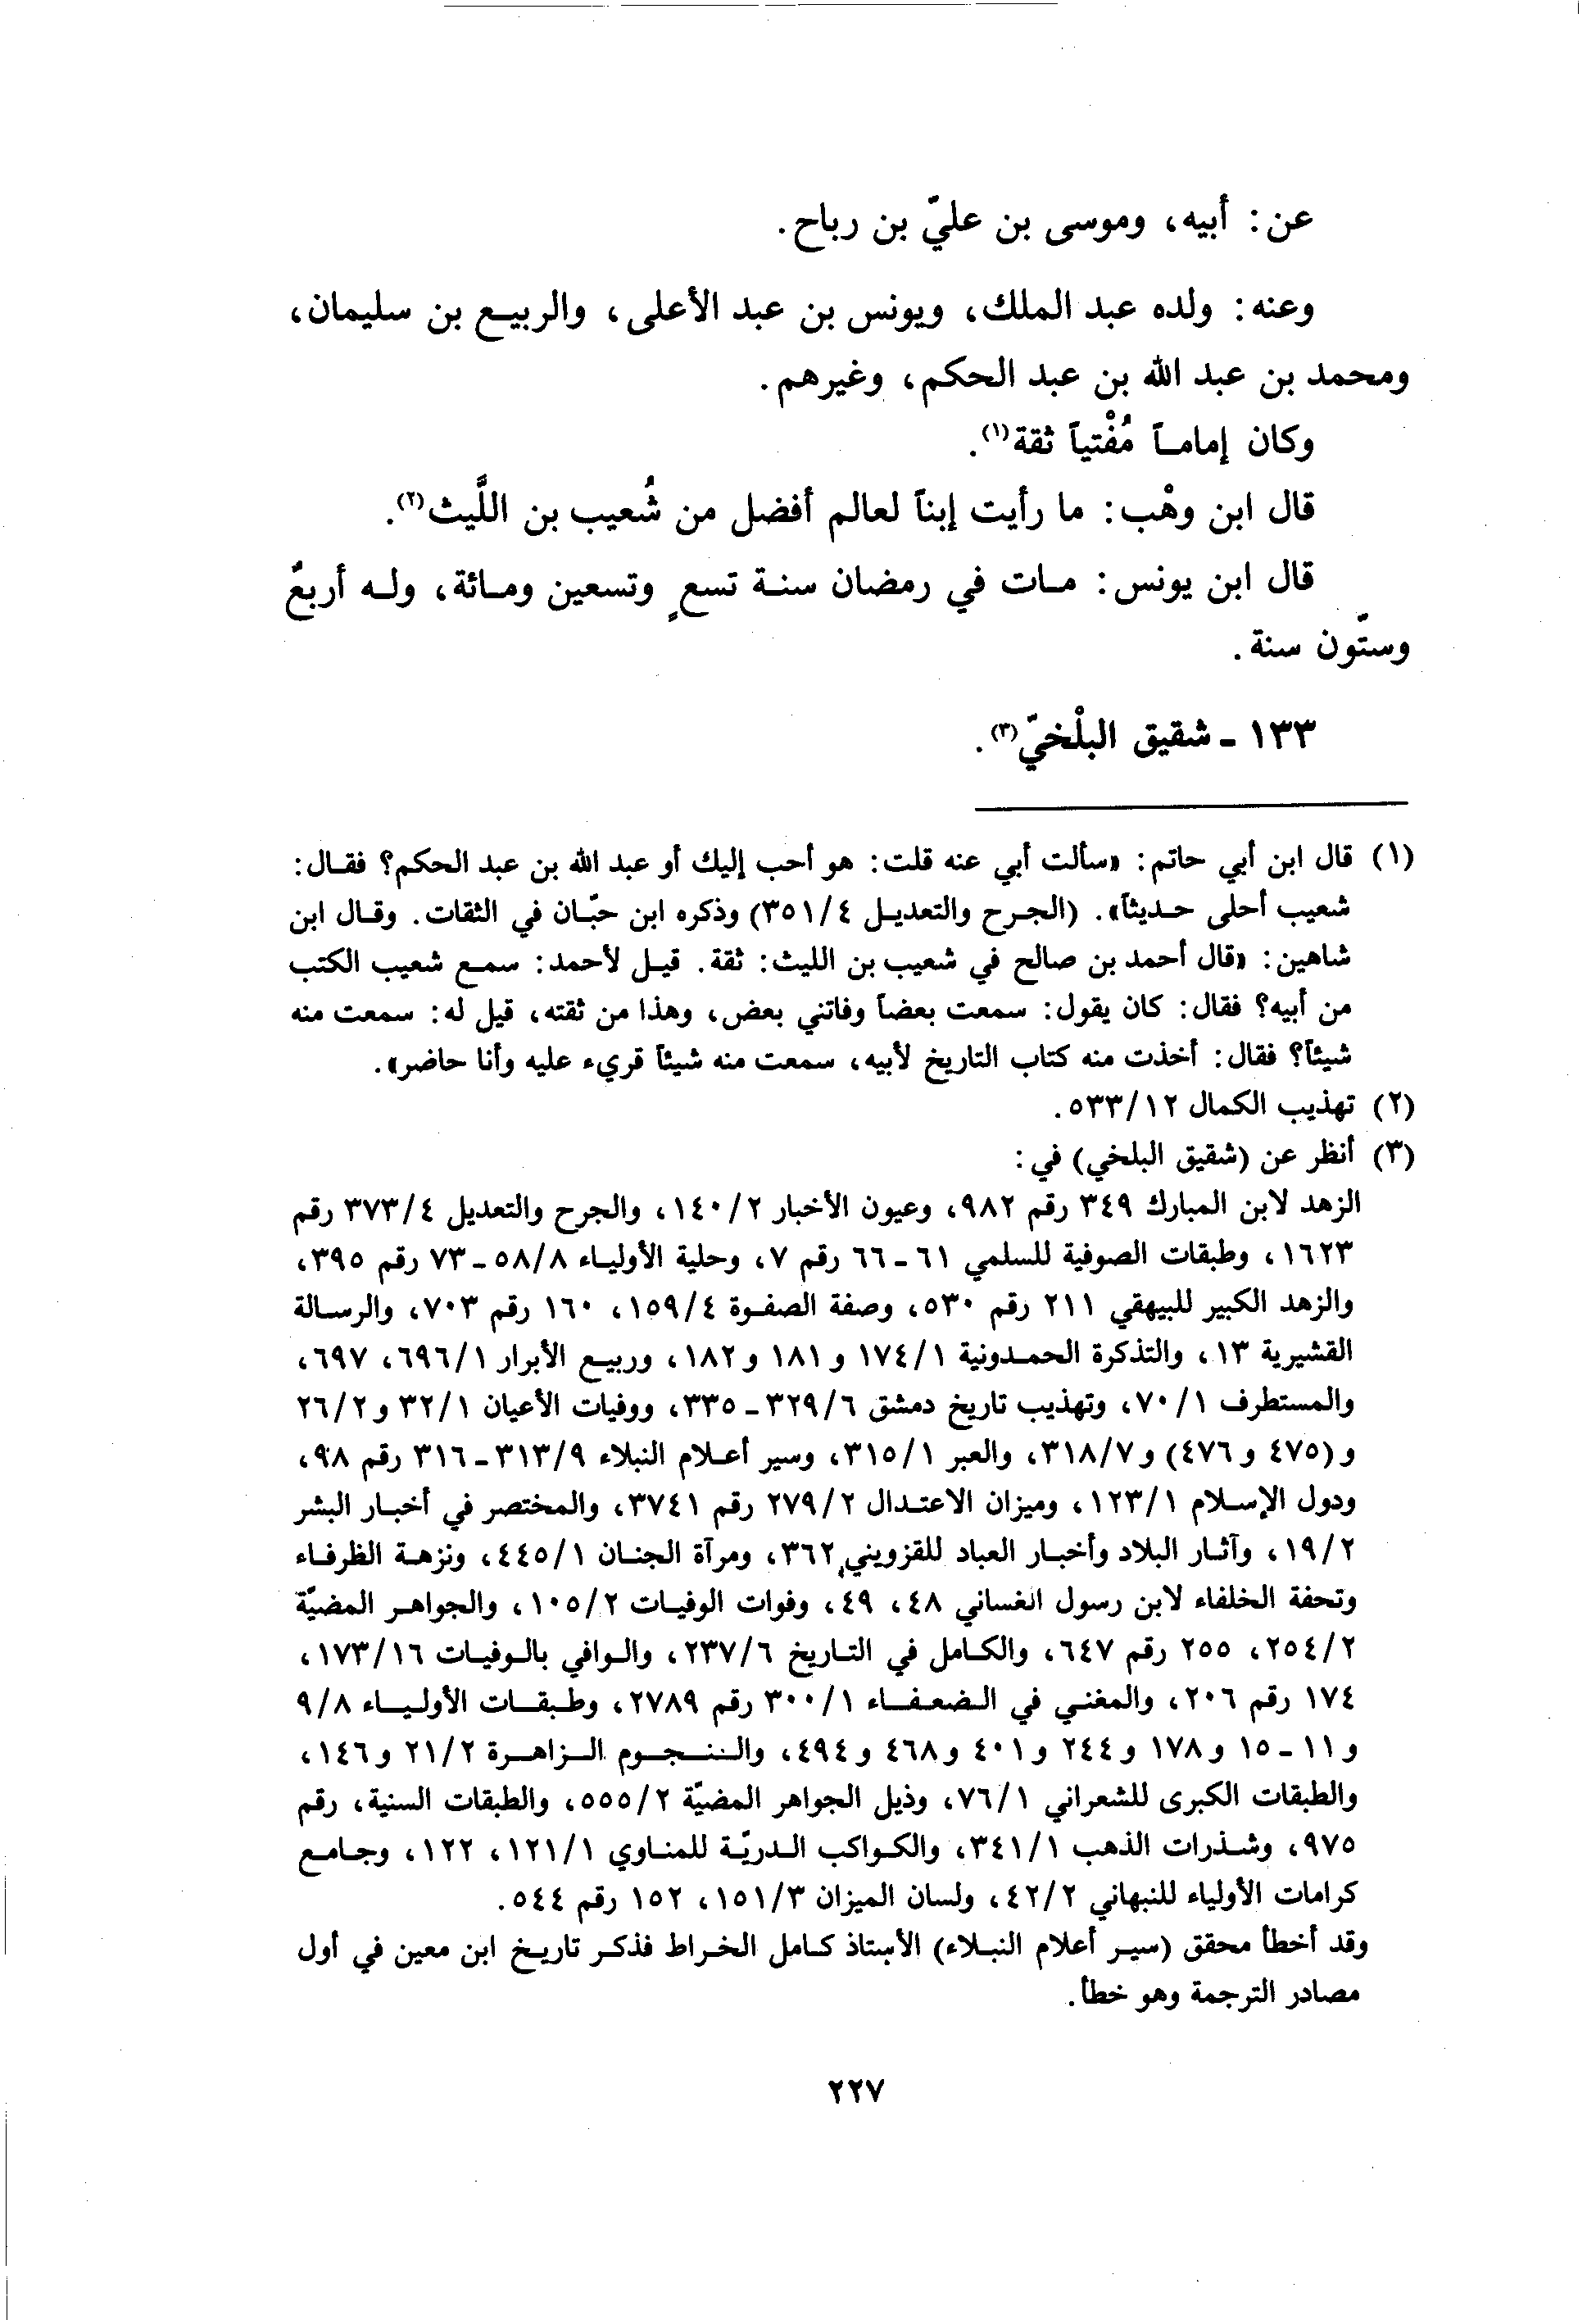 عن: أبيه، وموسى بن عليّ بن رباح.
وعنه: ولده عبد الملك، ويونس بن عبد الأعلى، والربيع بن سليمان،
ومحمد بن عبد الله بن عبد الحكم، وغيرهم.
وكان إماماً مُفْتياً ثقة(١).
قال ابن وهْب: ما رأيت إبناً لعالم أفضل من شُعيب بن اللَّيث(٢).
قال ابن يونس: مات في رمضان سنة تسعٍ وتسعين ومائة، وله أربعٌ
وستّون سنة.
١٣٣ - شقيق البلْخيّ(٣).
(١) قال ابن أبي حاتم: «سألت أبي عنه قلت: هو أحب إليك أو عبد الله بن عبد الحكم؟ فقال:
شعيب أحلى حديثاً». (الجرح والتعديل ٤/٣٥١) وذكره ابن حبّان في الثقات. وقال ابن
شاهين: «قال أحمد بن صالح في شعيب بن الليث: ثقة. قيل لأحمد: سمع شعيب الكتب
من أبيه؟ فقال: كان يقول: سمعت بعضاً وفاتني بعض، وهذا من ثقته، قيل له: سمعت منه
شيئاً؟ فقال: أخذت منه كتاب التاريخ لأبيه، سمعت منه شيئاً قريء عليه وأنا حاضر».
(٢) تهذيب الكمال ١٢/٥٣٣.
(٣) أنظر عن (شقيق البلخي) في:
الزهد لابن المبارك ٣٤٩ رقم ٩٨٢، وعيون الأخبار ٢/١٤٠، والجرح والتعديل ٤/٣٧٣ رقم
١٦٢٣، وطبقات الصوفية للسلمي ٦١ - ٦٦ رقم ٧، وحلية الأولياء ٨/٥٨ - ٧٣ رقم ٣٩٥،
والزهد الكبير للبيهقي ٢١١ رقم ٥٣٠، وصفة الصفوة ٤/١٥٩، ١٦٠ رقم ٧٠٣، والرسالة
القشيرية ١٣، والتذكرة الحمدونية ١/١٧٤ و١٨١ و١٨٢، وربيع الأبرار ١/٦٩٦، ٦٩٧،
والمستطرف ١/٧٠، وتهذيب تاريخ دمشق ٦/٣٢٩ - ٣٣٥، ووفيات الأعيان ١/٣٢ و٢/٢٦
و(٤٧٥ و٤٧٦) و٧/٣١٨، والعبر ١/٣١٥، وسير أعلام النبلاء ٩/٣١٣ - ٣١٦ رقم ٩٨،
ودول الإسلام ١/١٢٣، وميزان الاعتدال ٢/٢٧٩ رقم ٣٧٤١، والمختصر في أخبار البشر
٢/١٩، وآثار البلاد وأخبار العباد للقزويني ٣٦٢، ومرآة الجنان ١/٤٤٥، ونزهة الظرفاء
وتحفة الخلفاء لابن رسول الغساني ٤٨، ٤٩، وفوات الوفيات ٢/١٠٥، والجواهر المضيّة
٢/٢٥٤، ٢٥٥ رقم ٦٤٧، والكامل في التاريخ ٦/٢٣٧، والوافي بالوفيات ١٦/١٧٣،
١٧٤ رقم ٢٠٦، والمغني في الضعفاء ١/٣٠٠ رقم ٢٧٨٩، وطبقات الأولياء ٨/٩
و١١ - ١٥ و١٧٨ و٢٤٤ و٤٠١ و٤٦٨ و٤٩٤، والنجوم الزاهرة ٢/٢١ و١٤٦،
والطبقات الكبرى للشعراني ١/٧٦، وذيل الجواهر المضيّة ٢/٥٥٥، والطبقات السنية، رقم
٩٧٥، وشذرات الذهب ١/٣٤١، والكواكب الدريّة للمناوي ١/١٢١، ١٢٢، وجامع
كرامات الأولياء للنبهاني ٢/٤٢، ولسان الميزان ٣/١٥١، ١٥٢ رقم ٥٤٤.
وقد أخطأ محقق (سير أعلام النبلاء) الأستاذ كامل الخراط فذكر تاريخ ابن معين في أول
مصادر الترجمة وهو خطأ.
٢٢٧